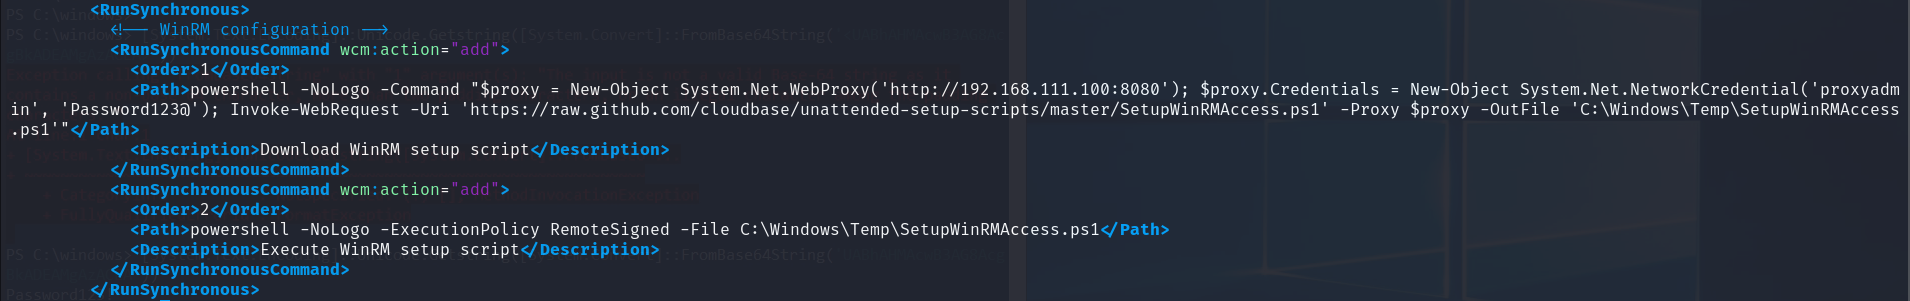 <RunSynchronous>
<!-- WinRM configuration -->
<RunSynchronousCommand wcm:action="add">
<Order>1</Order>
<Path>powershell -NoLogo -Command "$proxy = New-Object System.Net.WebProxy('http://192.168.111.100:8080'); $proxy.Credentials = New-Object System.Net.NetworkCredential('proxyadm
in', 'Password123@'); Invoke-WebRequest -Uri 'https://raw.github.com/cloudbase/unattended-setup-scripts/master/SetupWinRMAccess.ps1' -Proxy $proxy -OutFile 'C:\Windows\Temp\SetupWinRMAccess
.ps1'"</Path>
<Description>Download WinRM setup script</Description>
</RunSynchronousCommand>
<RunSynchronousCommand wcm:action="add">
<Order>2</Order>
<Path>powershell -NoLogo -ExecutionPolicy RemoteSigned -File C:\Windows\Temp\SetupWinRMAccess.ps1</Path>
<Description>Execute WinRM setup script</Description>
</RunSynchronousCommand>
</RunSynchronous>